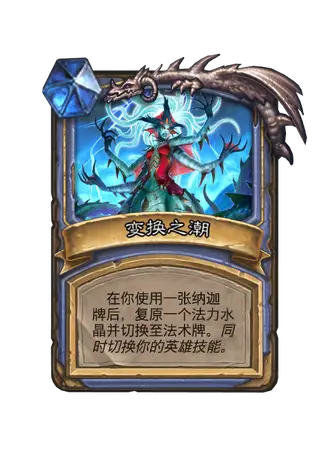 变换之潮
在你使用一张纳迦
牌后，复原一个法力水
晶并切换至法术牌。同
时切换你的英雄技能。